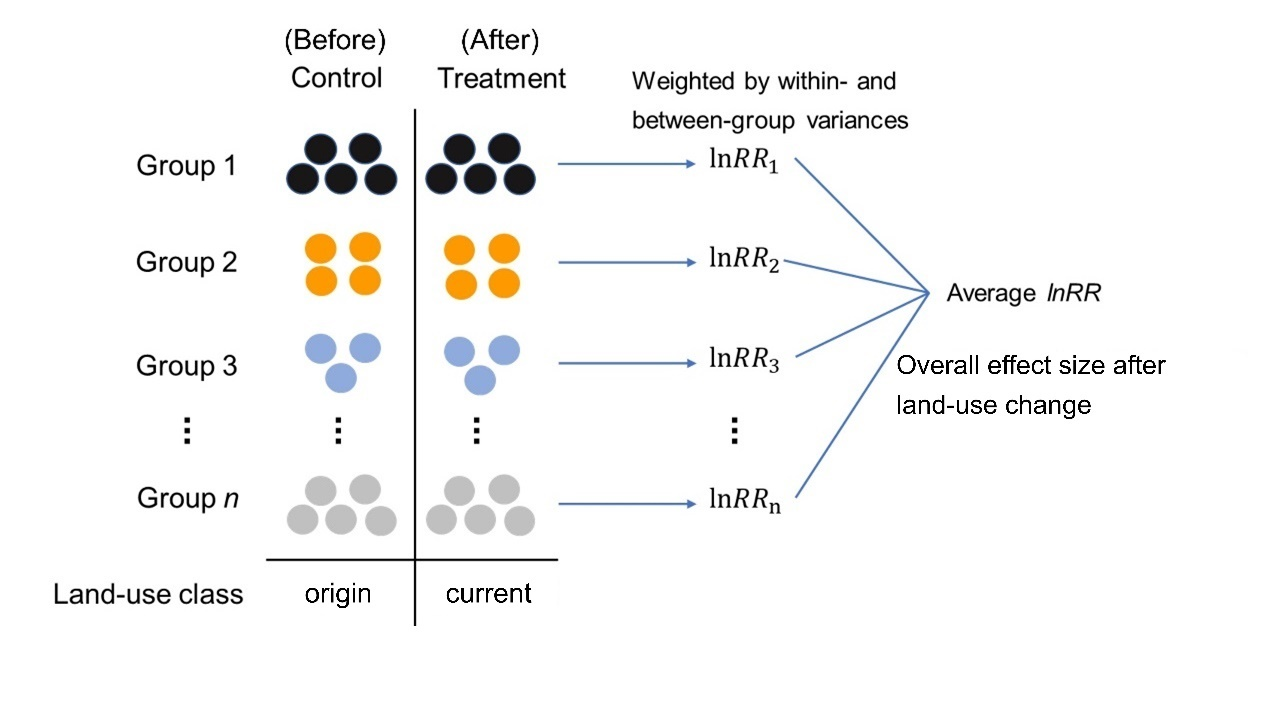 (Before) (After)
Control Treatment
Weighted by within- and
between-group variances
Group 1 lnRR₁
Group 2 lnRR₂
Average lnRR
Group 3 lnRR₃
Overall effect size after
land-use change
⋮ ⋮ ⋮ ⋮
Group n lnRRₙ
Land-use class origin current